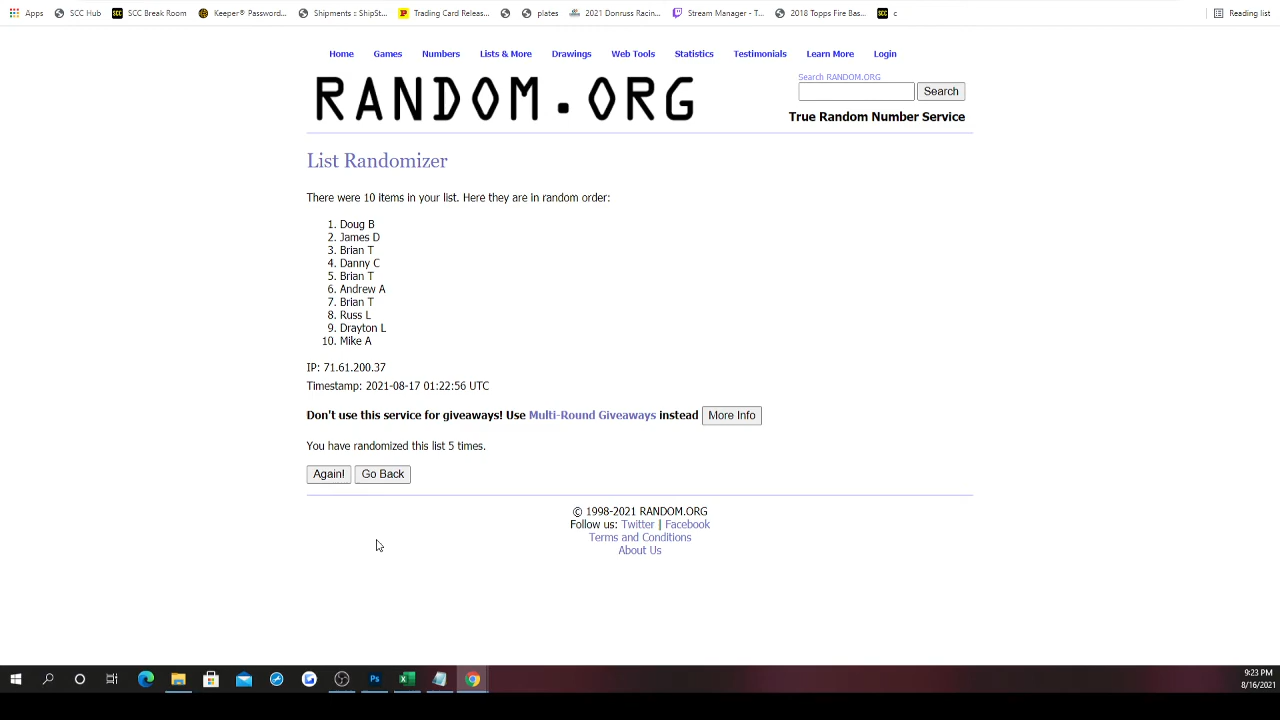 Apps SCC Hub SCC Break Room Keeper® Password... Shipments :: ShipSt... Trading Card Releas... plates 2021 Donruss Racin... Stream Manager - T... 2018 Topps Fire Bas... c Reading list
Home Games Numbers Lists & More Drawings Web Tools Statistics Testimonials Learn More Login
RANDOM.ORG
Search RANDOM.ORG
Search
True Random Number Service
List Randomizer
There were 10 items in your list. Here they are in random order:
1. Doug B
2. James D
3. Brian T
4. Danny C
5. Brian T
6. Andrew A
7. Brian T
8. Russ L
9. Drayton L
10. Mike A
IP: 71.61.200.37
Timestamp: 2021-08-17 01:22:56 UTC
Don't use this service for giveaways! Use Multi-Round Giveaways instead More Info
You have randomized this list 5 times.
Again! Go Back
© 1998-2021 RANDOM.ORG
Follow us: Twitter | Facebook
Terms and Conditions
About Us
9:23 PM
8/16/2021